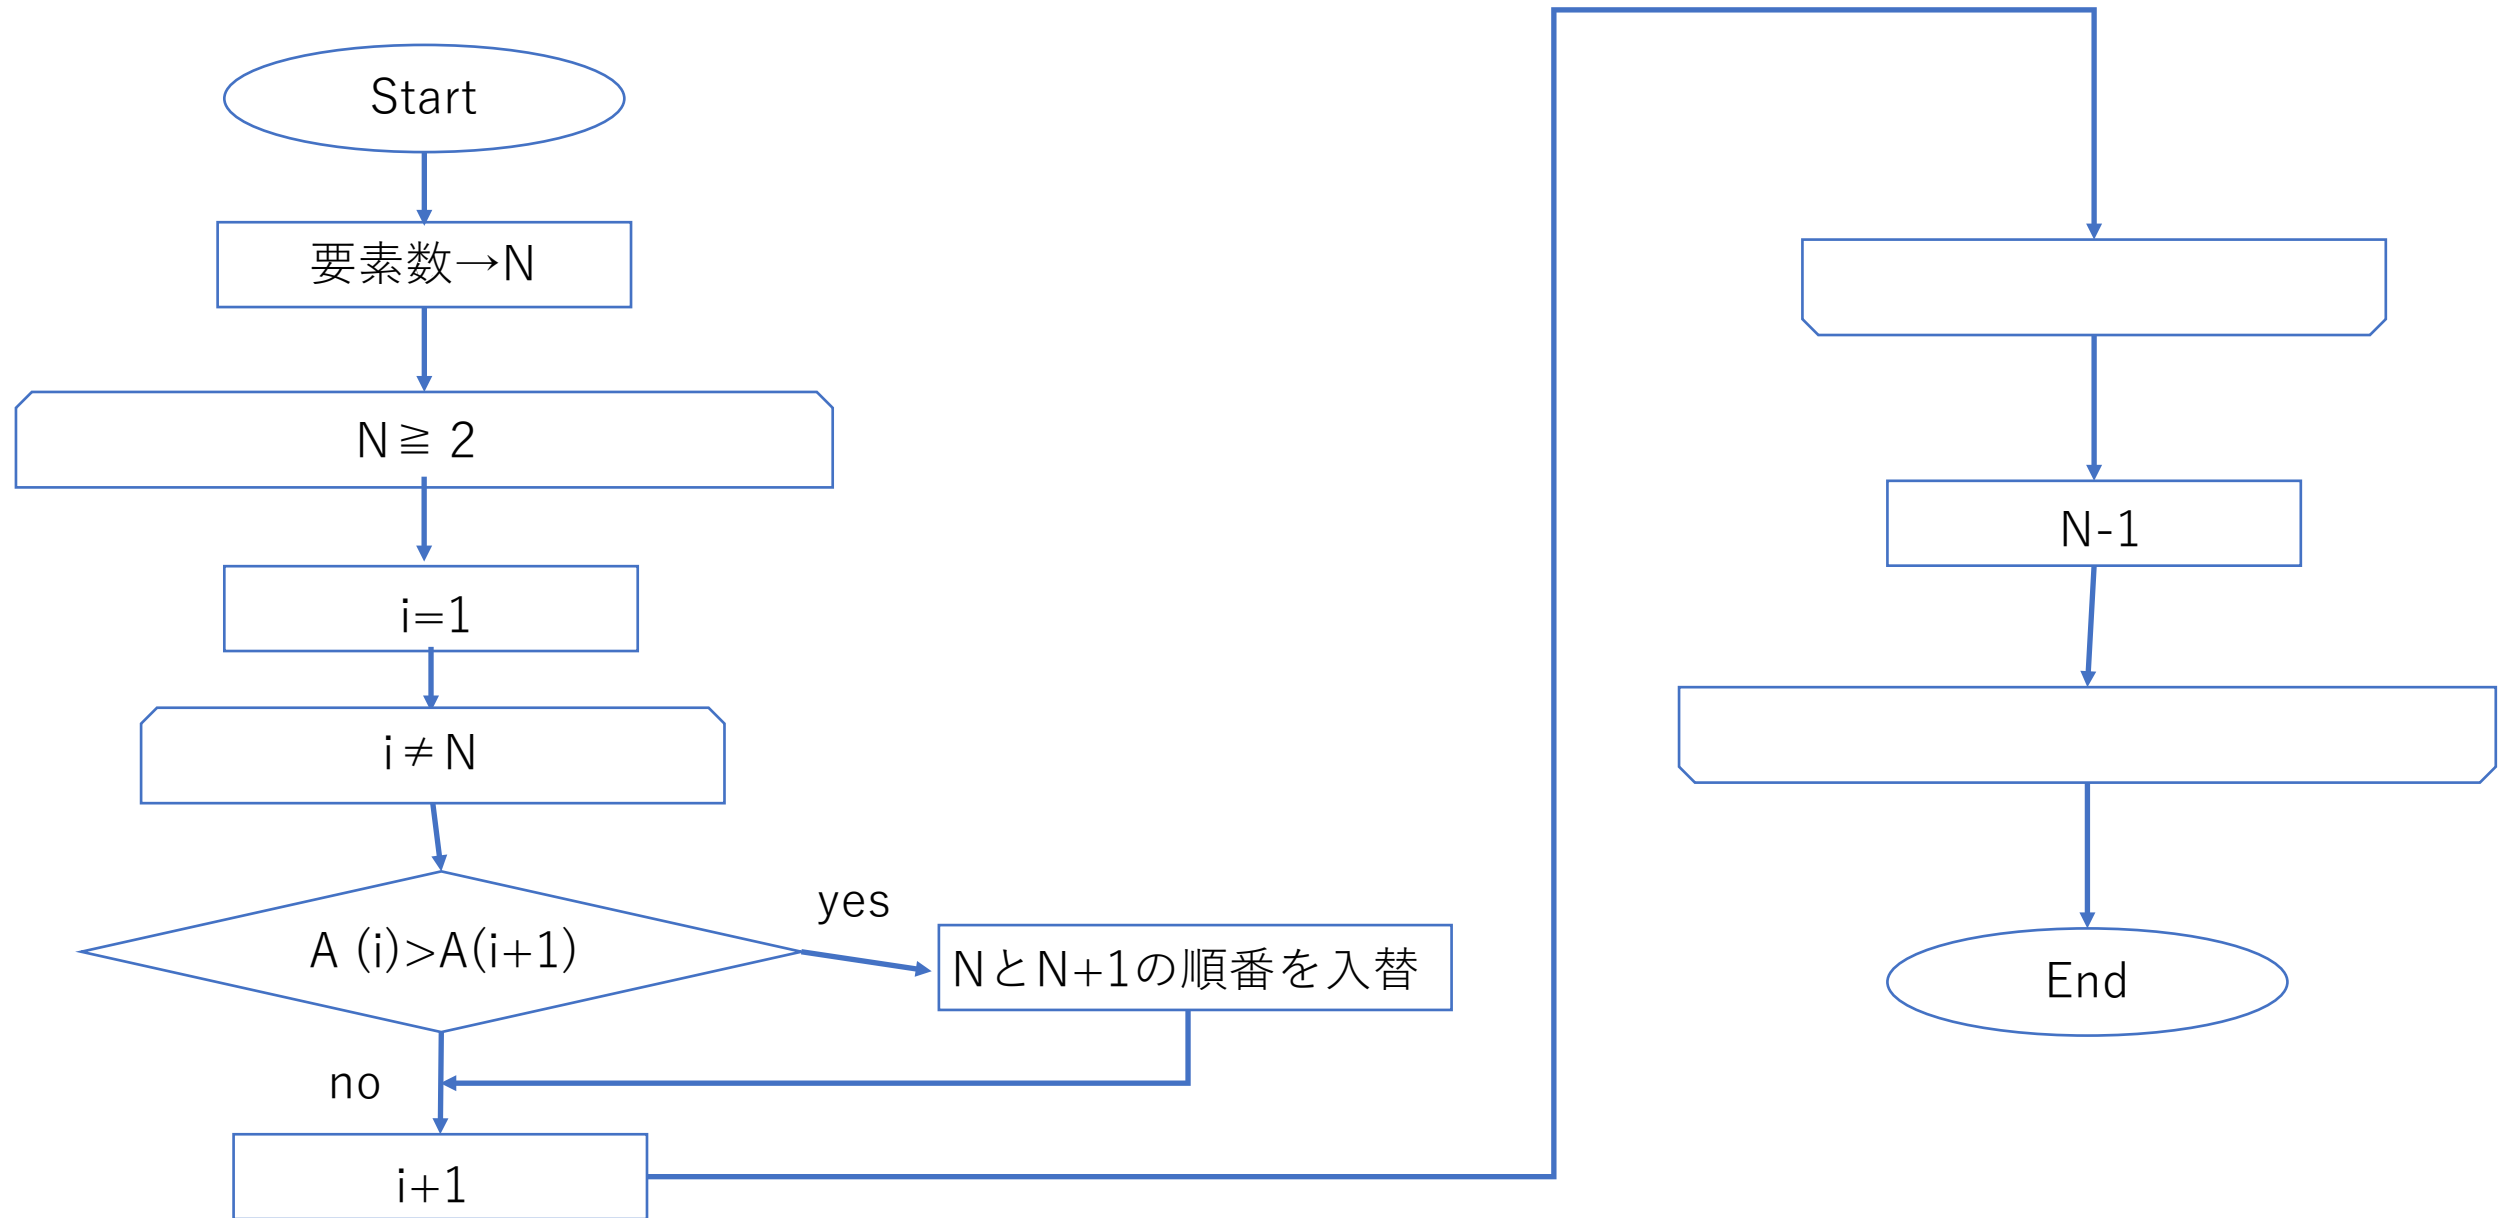 Start
要素数→N
N≧ 2
i=1
i≠N
A (i)>A(i+1)
yes
NとN+1の順番を入替
no
i+1
N-1
End